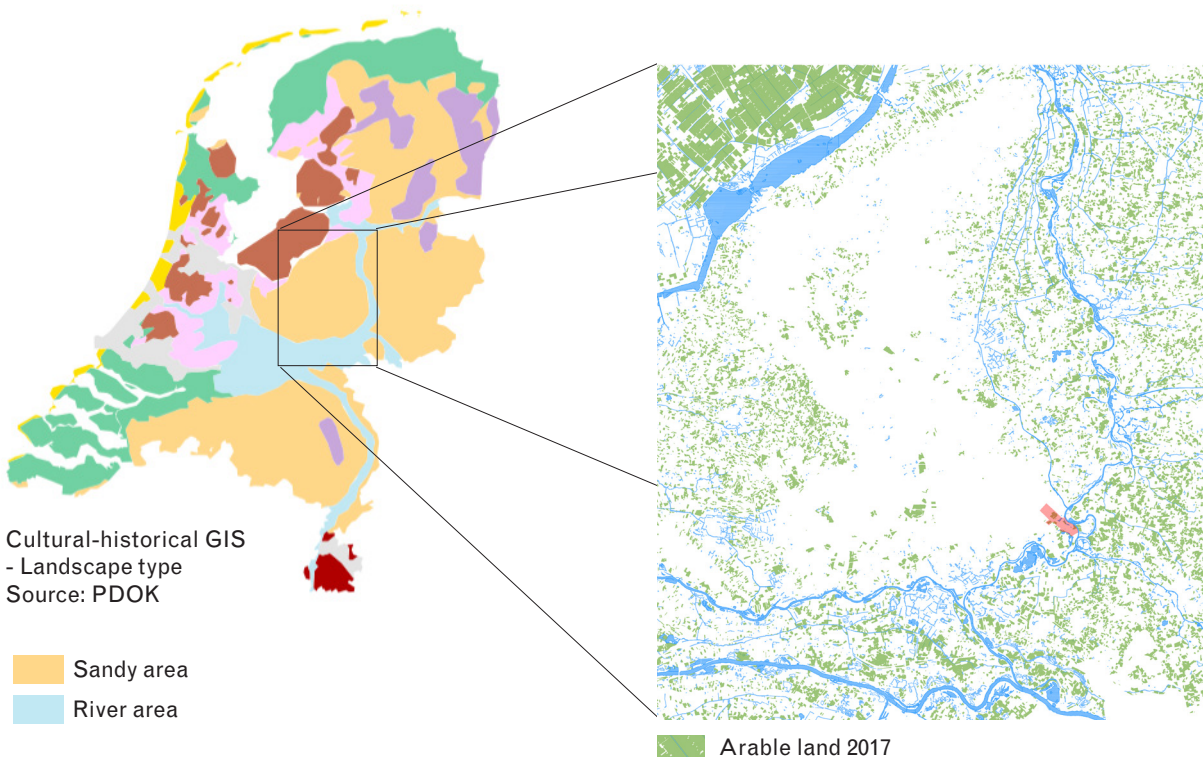 Cultural-historical GIS
- Landscape type
Source: PDOK
Sandy area
River area
Arable land 2017